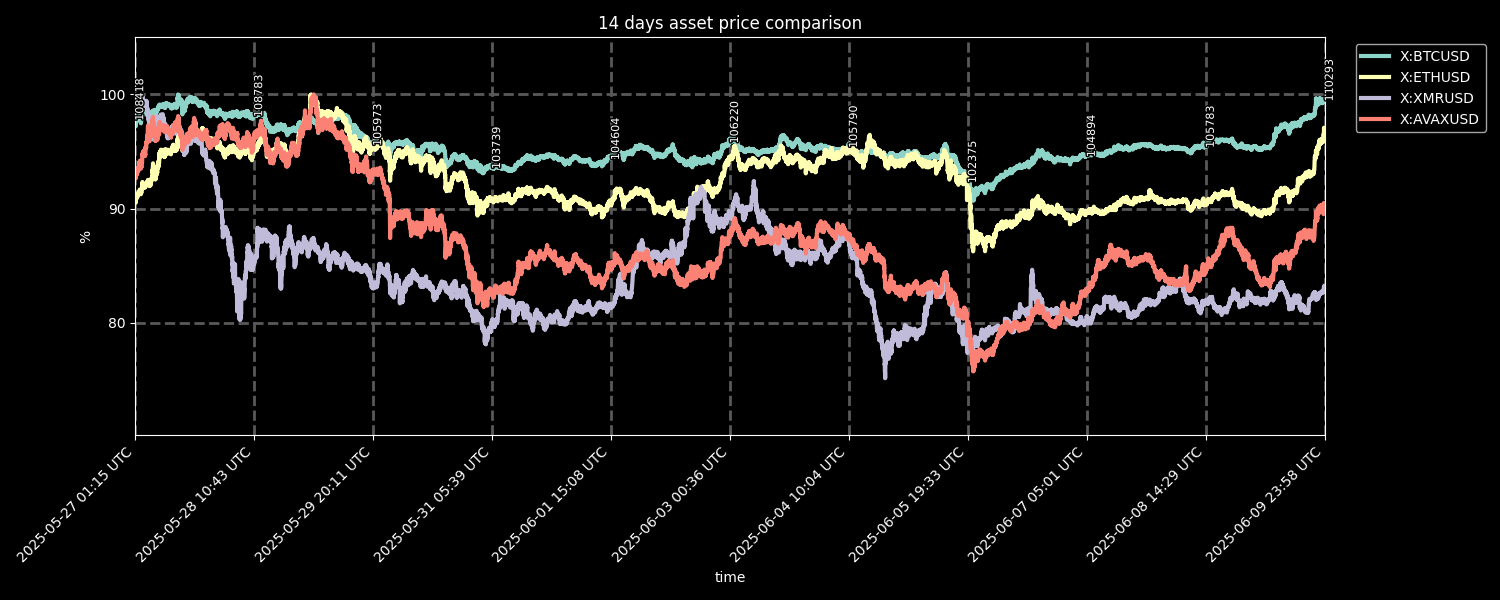 14 days asset price comparison
X:BTCUSD
X:ETHUSD
X:XMRUSD
X:AVAXUSD
100
90
80
%
108418
108783
105973
103739
104604
106220
105790
102375
104894
105783
110293
2025-05-27 01:15 UTC
2025-05-28 10:43 UTC
2025-05-29 20:11 UTC
2025-05-31 05:39 UTC
2025-06-01 15:08 UTC
2025-06-03 00:36 UTC
2025-06-04 10:04 UTC
2025-06-05 19:33 UTC
2025-06-07 05:01 UTC
2025-06-08 14:29 UTC
2025-06-09 23:58 UTC
time